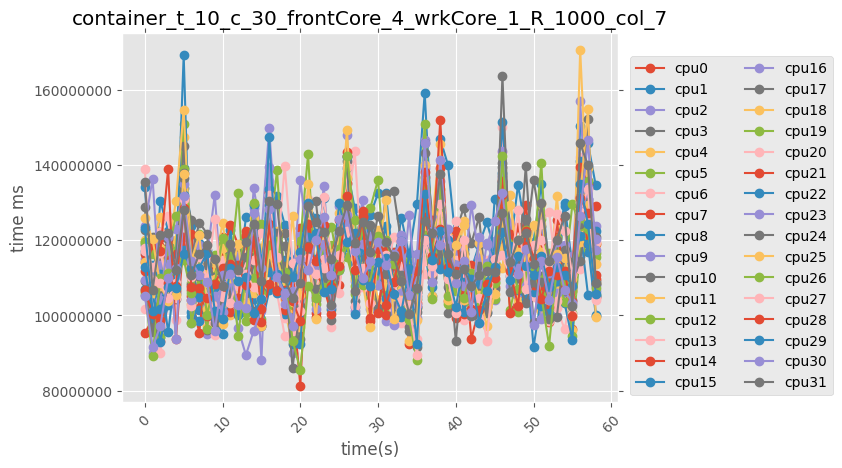 container_t_10_c_30_frontCore_4_wrkCore_1_R_1000_col_7
time ms
160000000
140000000
120000000
100000000
80000000
0
10
20
30
40
50
60
time(s)
cpu0
cpu1
cpu2
cpu3
cpu4
cpu5
cpu6
cpu7
cpu8
cpu9
cpu10
cpu11
cpu12
cpu13
cpu14
cpu15
cpu16
cpu17
cpu18
cpu19
cpu20
cpu21
cpu22
cpu23
cpu24
cpu25
cpu26
cpu27
cpu28
cpu29
cpu30
cpu31